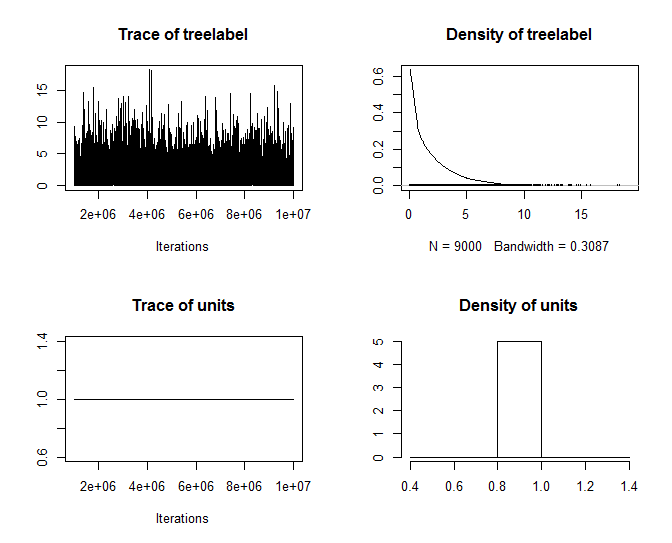 Trace of treelabel
15
10
5
0
2e+06 4e+06 6e+06 8e+06 1e+07
Iterations
Density of treelabel
0.6
0.4
0.2
0.0
0 5 10 15
N = 9000 Bandwidth = 0.3087
Trace of units
1.4
1.0
0.6
2e+06 4e+06 6e+06 8e+06 1e+07
Iterations
Density of units
5
4
3
2
1
0
0.4 0.6 0.8 1.0 1.2 1.4